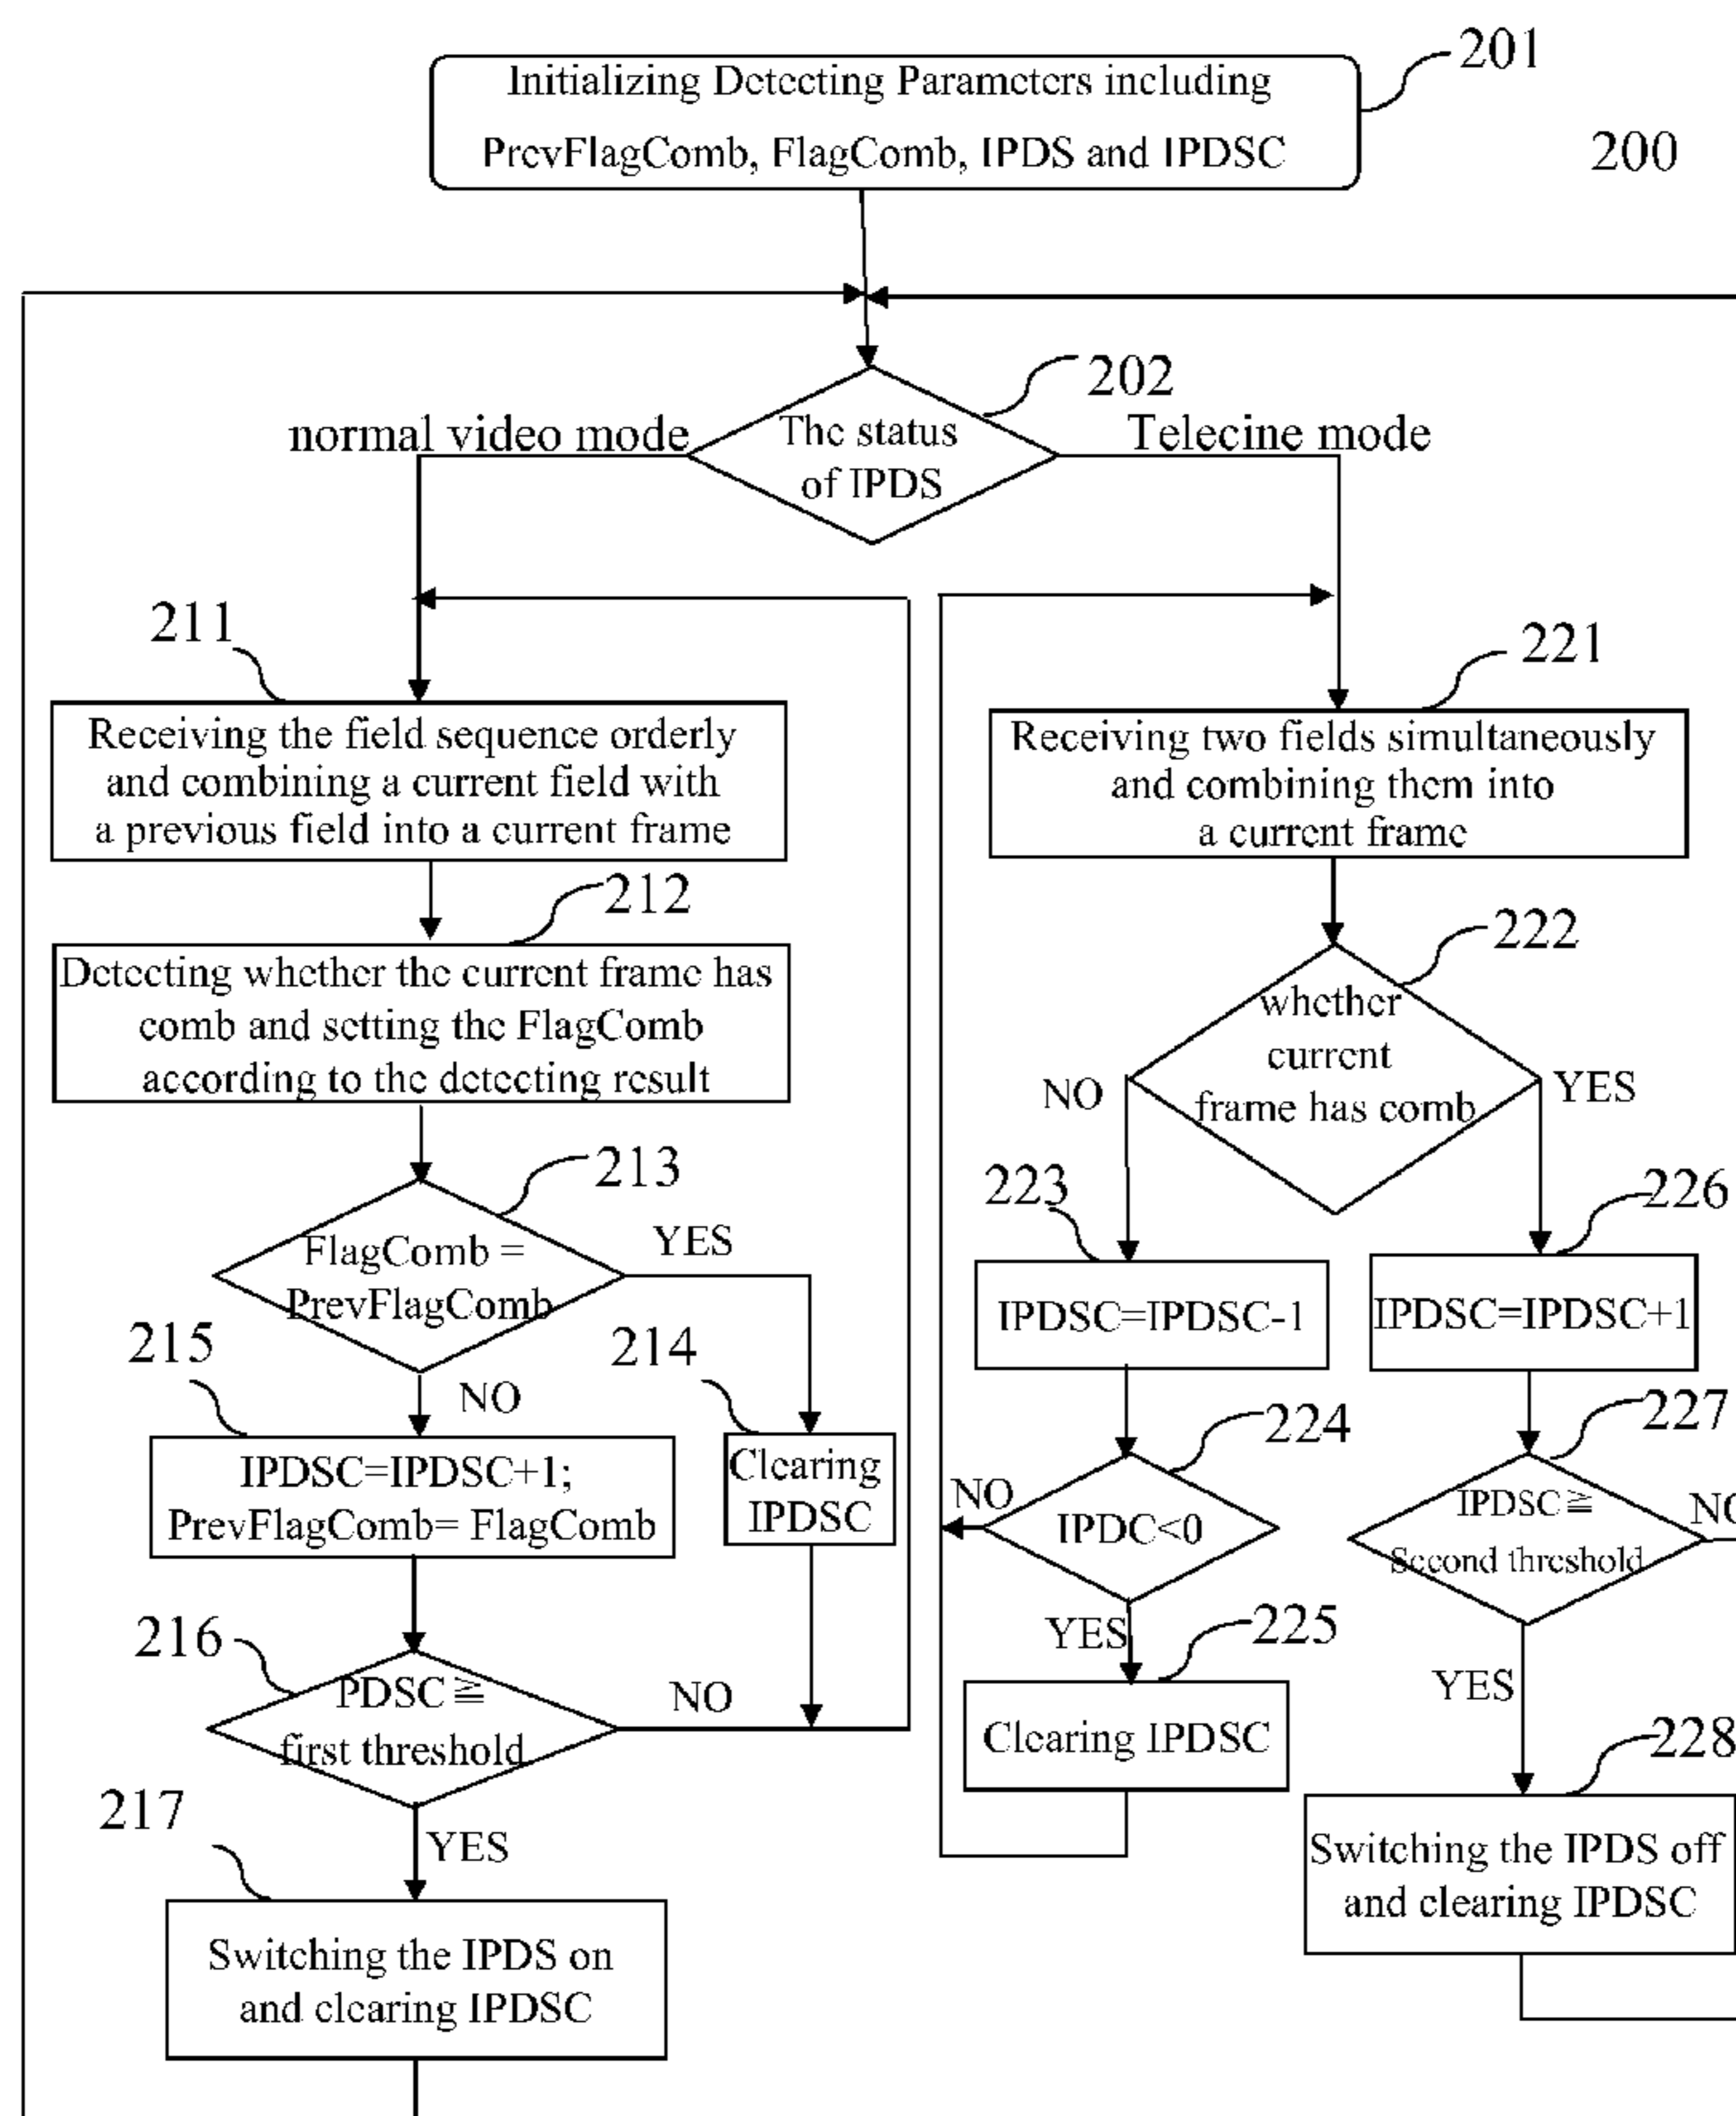 201
Initializing Detecting Parameters including
PrevFlagComb, FlagComb, IPDS and IPDSC
200
202
normal video mode
The status
of IPDS
Telecine mode
211
Receiving the field sequence orderly
and combining a current field with
a previous field into a current frame
212
Detecting whether the current frame has
comb and setting the FlagComb
according to the detecting result
213
FlagComb =
PrevFlagComb
YES
NO
214
Clearing
IPDSC
215
IPDSC=IPDSC+1;
PrevFlagComb= FlagComb
216
PDSC≧
first threshold
NO
YES
217
Switching the IPDS on
and clearing IPDSC
221
Receiving two fields simultaneously
and combining them into
a current frame
222
whether
current
frame has comb
NO
YES
223
IPDSC=IPDSC-1
224
IPDC<0
NO
YES
225
Clearing IPDSC
226
IPDSC=IPDSC+1
227
IPDSC≧
Second threshold
NO
YES
228
Switching the IPDS off
and clearing IPDSC